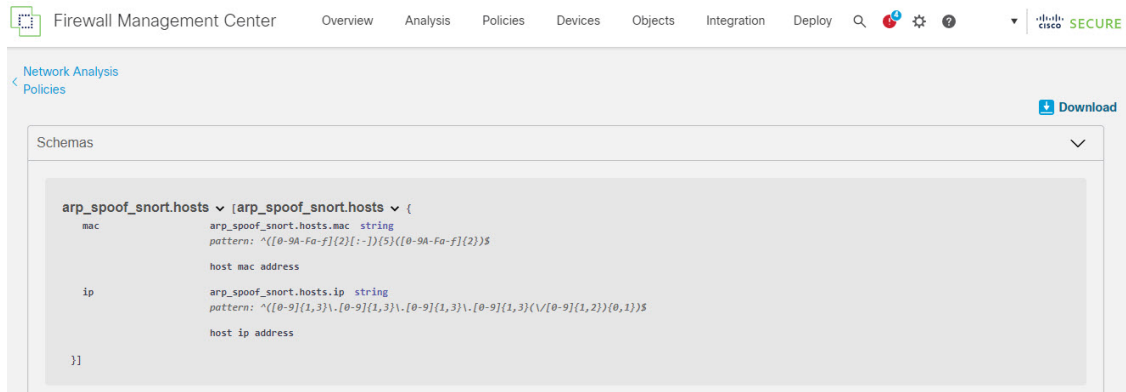 Firewall Management Center Overview Analysis Policies Devices Objects Integration Deploy 4 ? cisco SECURE
Network Analysis
Policies
Download
Schemas
arp_spoof_snort.hosts [arp_spoof_snort.hosts {
mac arp_spoof_snort.hosts.mac string
pattern: ^([0-9A-Fa-f]{2}[:-]){5}([0-9A-Fa-f]{2})$
host mac address
ip arp_spoof_snort.hosts.ip string
pattern: ^([0-9]{1,3}\.[0-9]{1,3}\.[0-9]{1,3}\.[0-9]{1,3}(\/[0-9]{1,2}){0,1})$
host ip address
}]